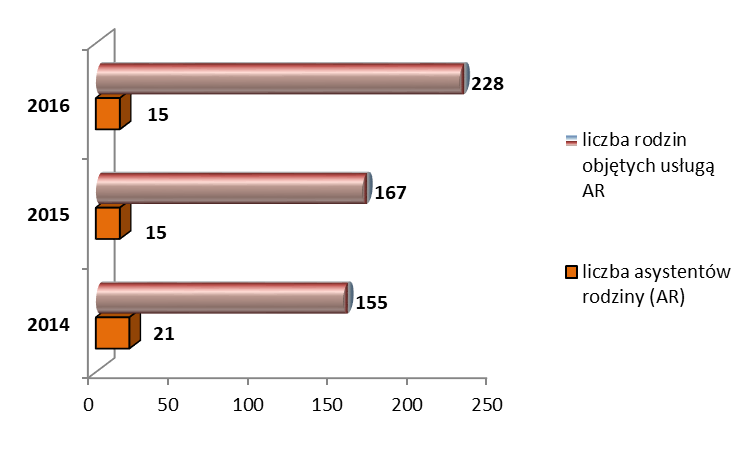 2016
228
15
2015
167
15
2014
155
21
0 50 100 150 200 250
liczba rodzin
objętych usługą
AR
liczba asystentów
rodziny (AR)